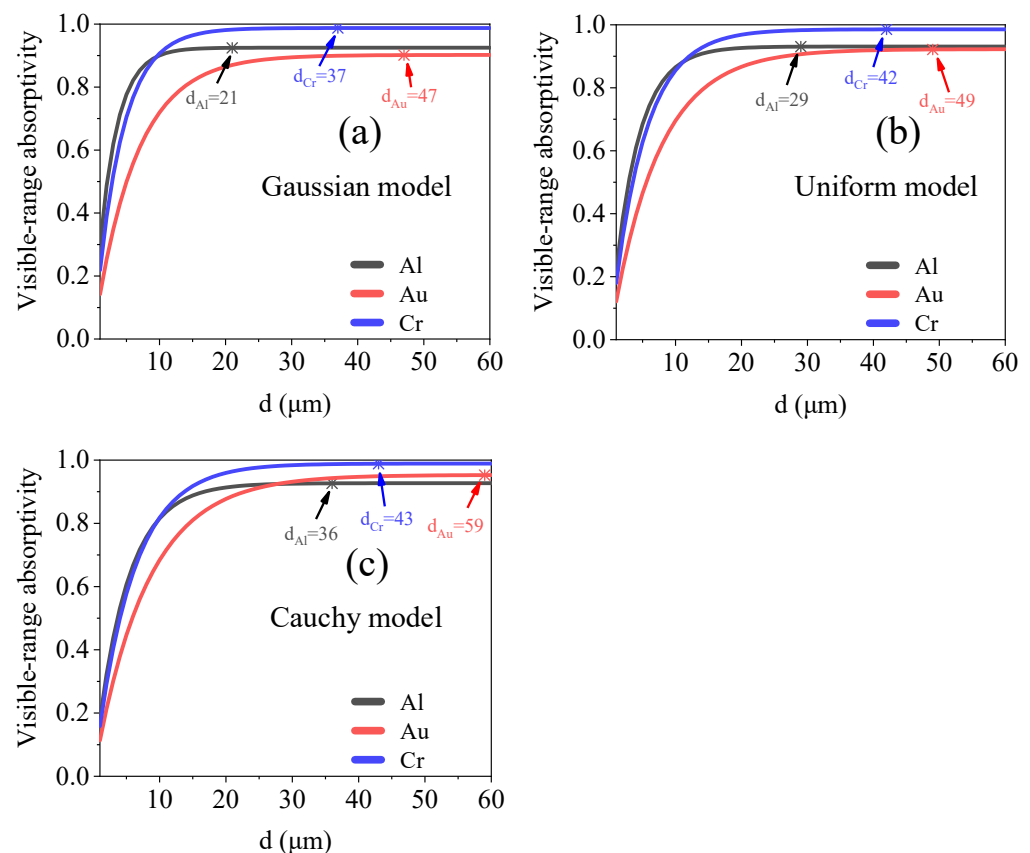 Visible-range absorptivity
1.0
0.8
0.6
0.4
0.2
0.0
d_Al=21
d_Cr=37
d_Au=47
(a)
Gaussian model
Al
Au
Cr
10 20 30 40 50 60
d (μm)
Visible-range absorptivity
1.0
0.8
0.6
0.4
0.2
0.0
d_Al=29
d_Cr=42
d_Au=49
(b)
Uniform model
Al
Au
Cr
10 20 30 40 50 60
d (μm)
Visible-range absorptivity
1.0
0.8
0.6
0.4
0.2
0.0
d_Al=36
d_Cr=43
d_Au=59
(c)
Cauchy model
Al
Au
Cr
10 20 30 40 50 60
d (μm)